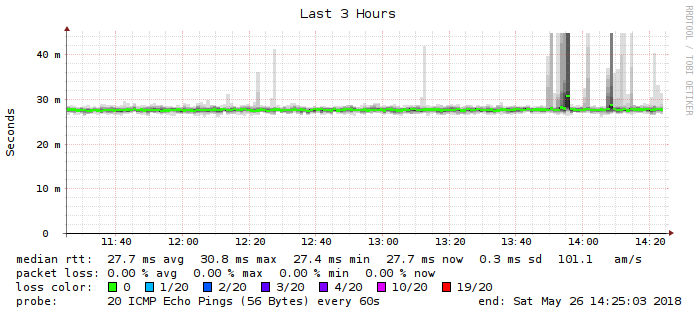 Last 3 Hours
RRDTOOL / TOBI OETIKER
Seconds
40 m
30 m
20 m
10 m
0
11:40 12:00 12:20 12:40 13:00 13:20 13:40 14:00 14:20
median rtt: 27.7 ms avg 30.8 ms max 27.4 ms min 27.7 ms now 0.3 ms sd 101.1 am/s
packet loss: 0.00 % avg 0.00 % max 0.00 % min 0.00 % now
loss color: 0 1/20 2/20 3/20 4/20 10/20 19/20
probe: 20 ICMP Echo Pings (56 Bytes) every 60s end: Sat May 26 14:25:03 2018